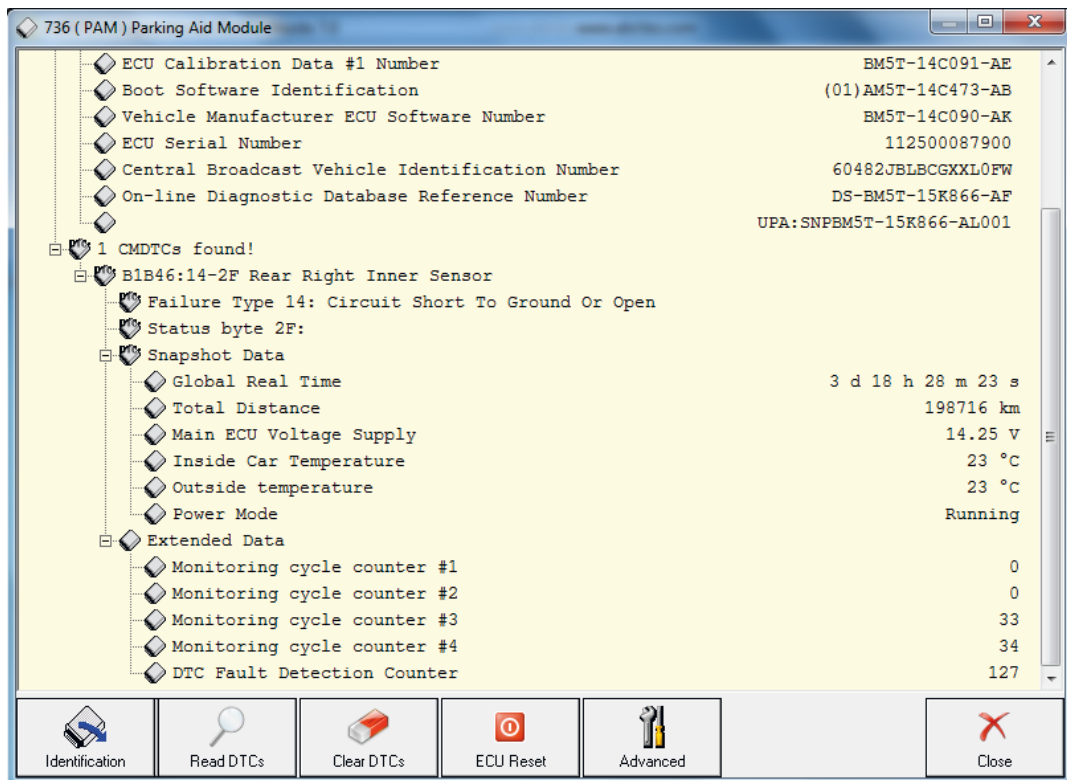 736 ( PAM ) Parking Aid Module
ECU Calibration Data #1 Number BM5T-14C091-AE
Boot Software Identification (01)AM5T-14C473-AB
Vehicle Manufacturer ECU Software Number BM5T-14C090-AK
ECU Serial Number 112500087900
Central Broadcast Vehicle Identification Number 60482JBLBCGXXL0FW
On-line Diagnostic Database Reference Number DS-BM5T-15K866-AF
UPA:SNPBM5T-15K866-AL001
1 CMDTCs found!
B1B46:14-2F Rear Right Inner Sensor
Failure Type 14: Circuit Short To Ground Or Open
Status byte 2F:
Snapshot Data
Global Real Time 3 d 18 h 28 m 23 s
Total Distance 198716 km
Main ECU Voltage Supply 14.25 V
Inside Car Temperature 23 °C
Outside temperature 23 °C
Power Mode Running
Extended Data
Monitoring cycle counter #1 0
Monitoring cycle counter #2 0
Monitoring cycle counter #3 33
Monitoring cycle counter #4 34
DTC Fault Detection Counter 127
Identification Read DTCs Clear DTCs ECU Reset Advanced Close